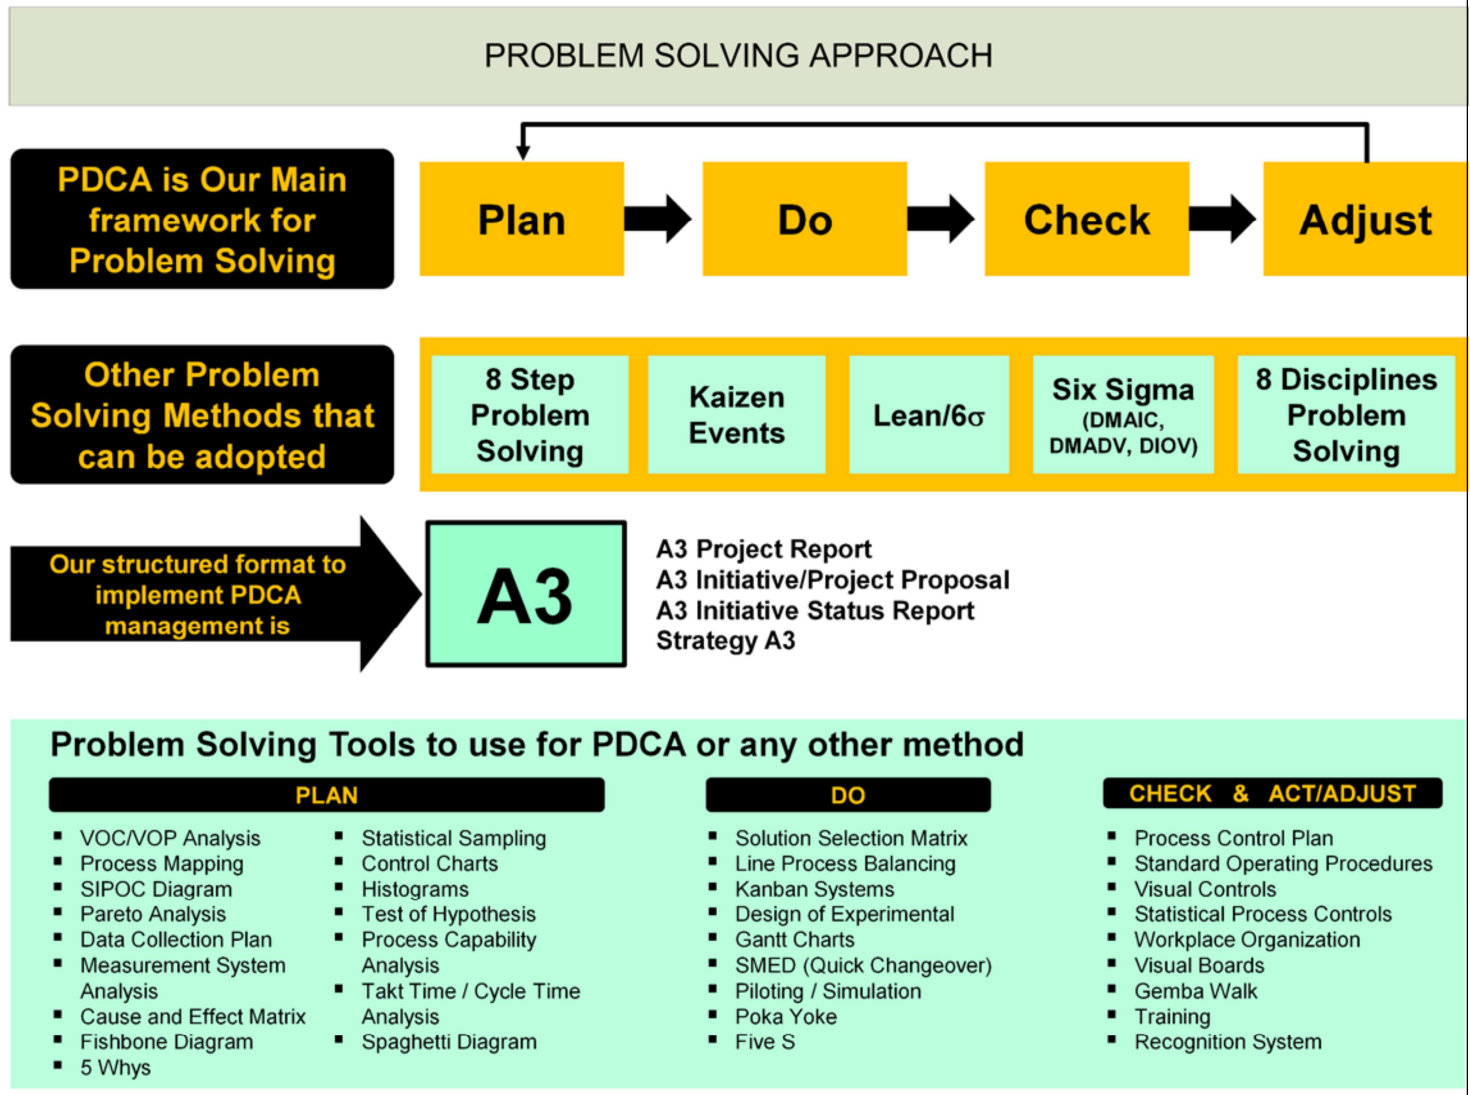 PROBLEM SOLVING APPROACH
PDCA is Our Main
framework for
Problem Solving
Plan
Do
Check
Adjust
Other Problem
Solving Methods that
can be adopted
8 Step
Problem
Solving
Kaizen
Events
Lean/6σ
Six Sigma
(DMAIC,
DMADV, DIOV)
8 Disciplines
Problem
Solving
Our structured format to
implement PDCA
management is
A3
A3 Project Report
A3 Initiative/Project Proposal
A3 Initiative Status Report
Strategy A3
Problem Solving Tools to use for PDCA or any other method
PLAN
VOC/VOP Analysis
Process Mapping
SIPOC Diagram
Pareto Analysis
Data Collection Plan
Measurement System
Analysis
Cause and Effect Matrix
Fishbone Diagram
5 Whys
Statistical Sampling
Control Charts
Histograms
Test of Hypothesis
Process Capability
Analysis
Takt Time / Cycle Time
Analysis
Spaghetti Diagram
DO
Solution Selection Matrix
Line Process Balancing
Kanban Systems
Design of Experimental
Gantt Charts
SMED (Quick Changeover)
Piloting / Simulation
Poka Yoke
Five S
CHECK & ACT/ADJUST
Process Control Plan
Standard Operating Procedures
Visual Controls
Statistical Process Controls
Workplace Organization
Visual Boards
Gemba Walk
Training
Recognition System